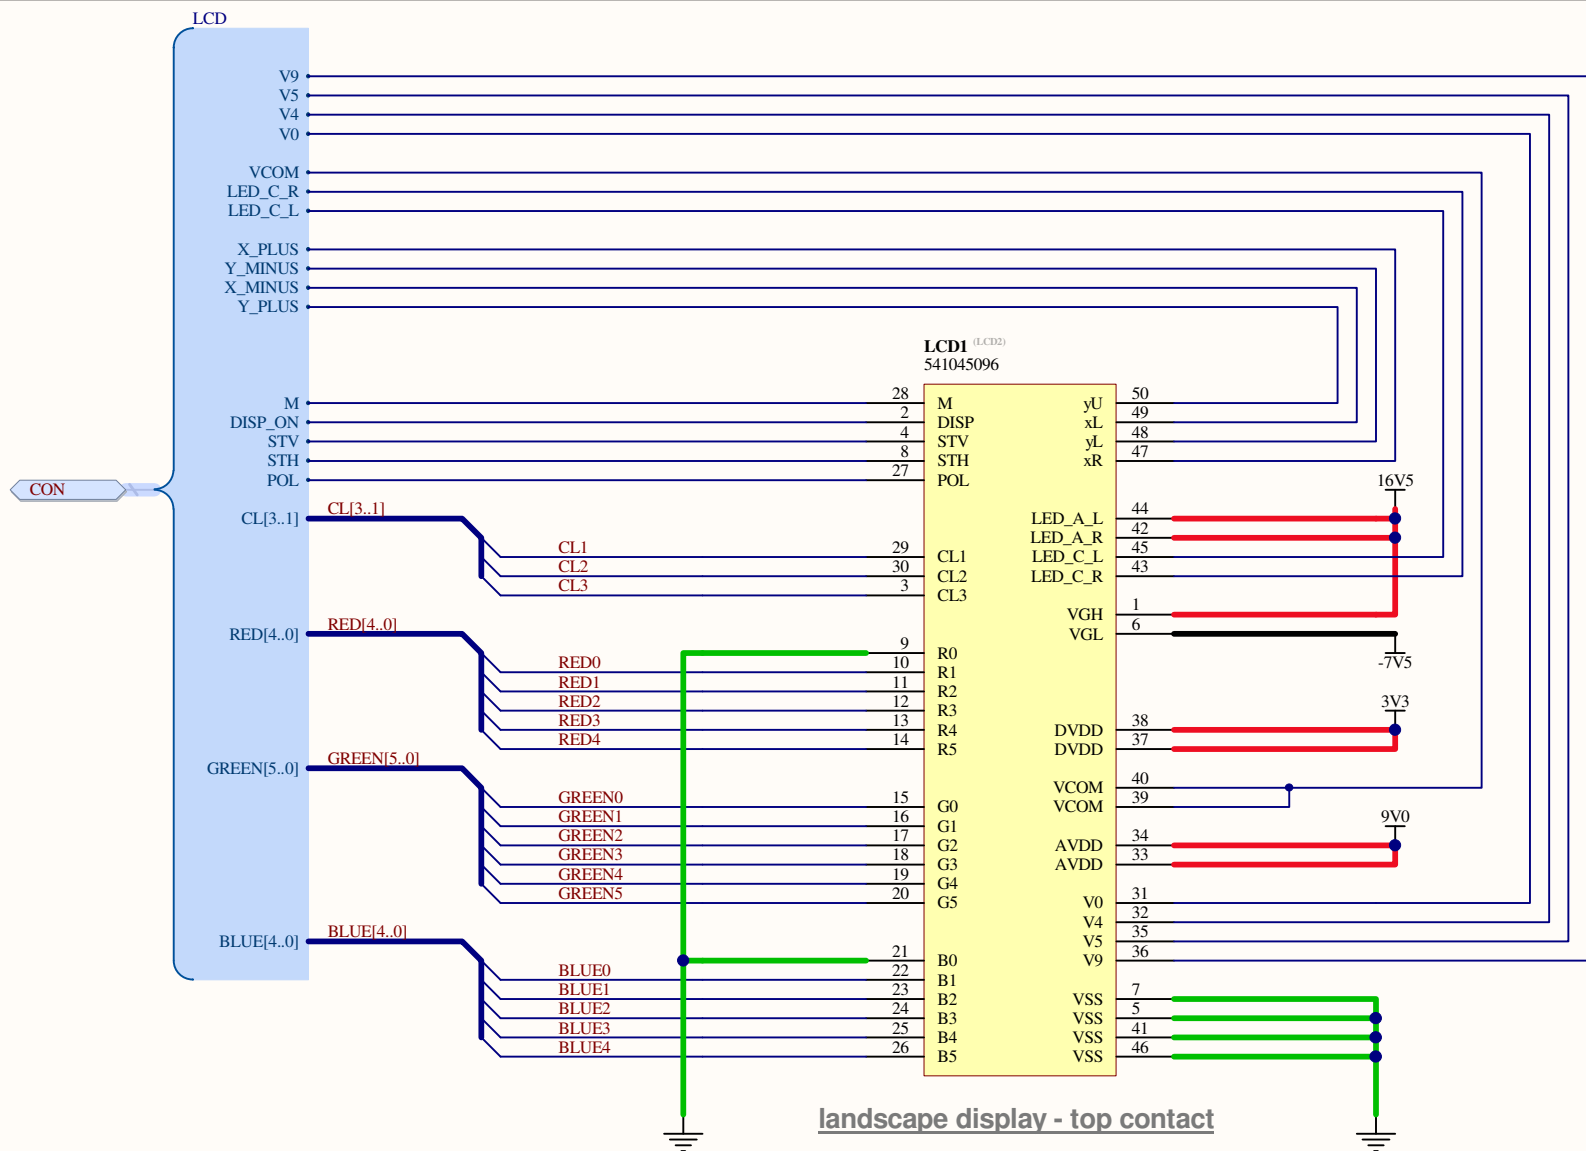 LCD
V9
V5
V4
V0
VCOM
LED_C_R
LED_C_L
X_PLUS
Y_MINUS
X_MINUS
Y_PLUS
LCD1 (LCD2)
541045096
M 28 M yU 50
DISP_ON 2 DISP xL 49
STV 4 STV yL 48
STH 8 STH xR 47
POL 27 POL
CON
16V5
CL[3..1] CL[3..1] LED_A_L 44
LED_A_R 42
CL1 29 CL1 LED_C_L 45
CL2 30 CL2 LED_C_R 43
CL3 3 CL3
VGH 1
RED[4..0] RED[4..0] VGL 6
9 R0 -7V5
RED0 10 R1
RED1 11 R2
RED2 12 R3 3V3
RED3 13 R4 DVDD 38
RED4 14 R5 DVDD 37
GREEN[5..0] GREEN[5..0]
VCOM 40
GREEN0 15 G0 VCOM 39
GREEN1 16 G1 9V0
GREEN2 17 G2 AVDD 34
GREEN3 18 G3 AVDD 33
GREEN4 19 G4
GREEN5 20 G5 V0 31
V4 32
BLUE[4..0] BLUE[4..0] V5 35
21 B0 V9 36
BLUE0 22 B1
BLUE1 23 B2 VSS 7
BLUE2 24 B3 VSS 5
BLUE3 25 B4 VSS 41
BLUE4 26 B5 VSS 46
landscape display - top contact